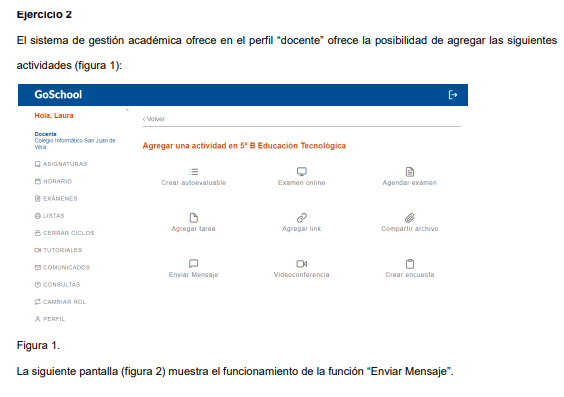 Ejercicio 2
El sistema de gestión académica ofrece en el perfil “docente” ofrece la posibilidad de agregar las siguientes
actividades (figura 1):
GoSchool
Hola, Laura
Docente
Colegio Informático San Juan de
Vera
ASIGNATURAS
HORARIO
EXÁMENES
LISTAS
CERRAR CICLOS
TUTORIALES
COMUNICADOS
CONSULTAS
CAMBIAR ROL
PERFIL
‹ Volver
Agregar una actividad en 5° B Educación Tecnológica
Crear autoevaluable
Examen online
Agendar examen
Agregar tarea
Agregar link
Compartir archivo
Enviar Mensaje
Videoconferencia
Crear encuesta
Figura 1.
La siguiente pantalla (figura 2) muestra el funcionamiento de la función “Enviar Mensaje”.